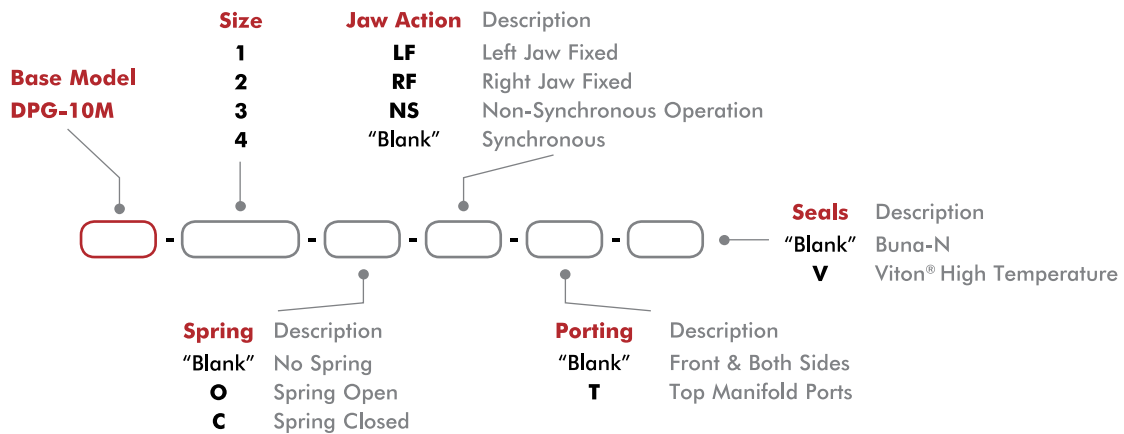 Size Jaw Action Description
1 LF Left Jaw Fixed
Base Model 2 RF Right Jaw Fixed
DPG-10M 3 NS Non-Synchronous Operation
4 “Blank” Synchronous
- - - - -
Seals Description
“Blank” Buna-N
V Viton® High Temperature
Spring Description Porting Description
“Blank” No Spring “Blank” Front & Both Sides
O Spring Open T Top Manifold Ports
C Spring Closed